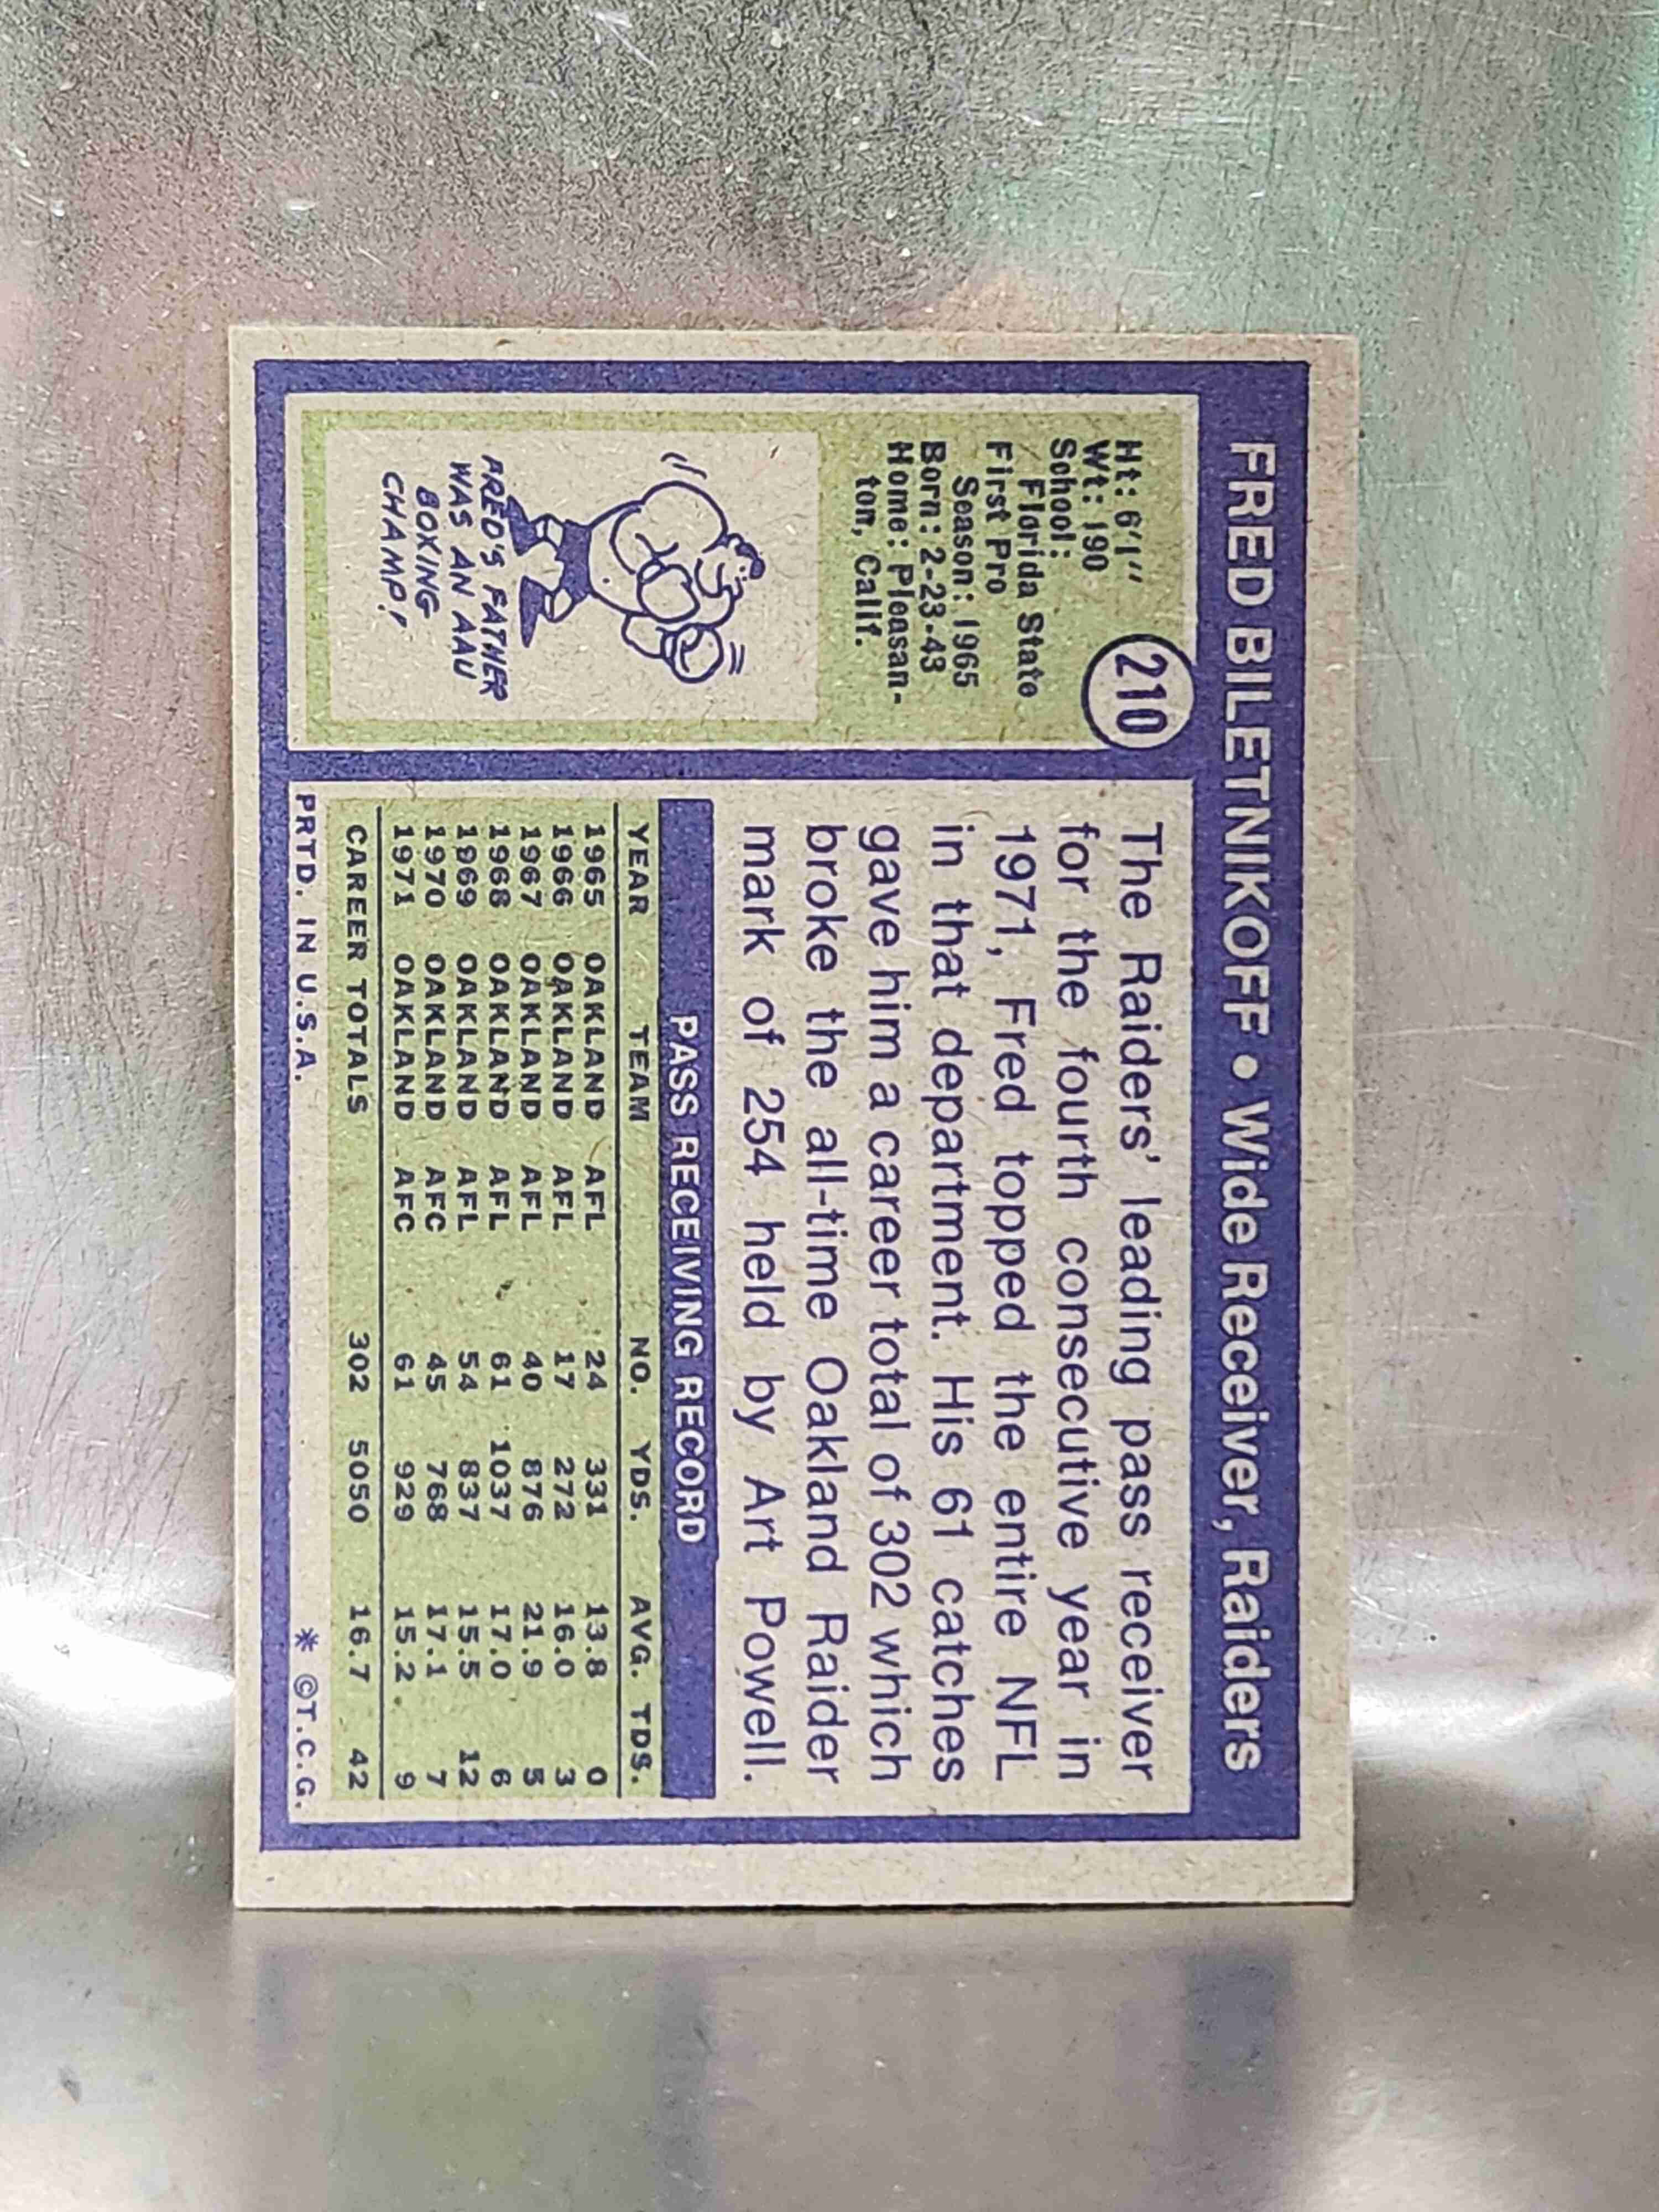 FRED BILETNIKOFF • Wide Receiver, Raiders
210
Ht: 6'1"
Wt: 190
School:
Florida State
First Pro
Season: 1965
Born: 2-23-43
Home: Pleasan-
ton, Calif.
FRED'S FATHER
WAS AN AAU
BOXING
CHAMP!
The Raiders' leading pass receiver
for the fourth consecutive year in
1971, Fred topped the entire NFL
in that department. His 61 catches
gave him a career total of 302 which
broke the all-time Oakland Raider
mark of 254 held by Art Powell.
PASS RECEIVING RECORD
YEAR TEAM NO. YDS. AVG. TDS.
1965 OAKLAND AFL 24 331 13.8 0
1966 OAKLAND AFL 17 272 16.0 3
1967 OAKLAND AFL 40 876 21.9 5
1968 OAKLAND AFL 61 1037 17.0 6
1969 OAKLAND AFL 54 837 15.5 12
1970 OAKLAND AFC 45 768 17.1 7
1971 OAKLAND AFC 61 929 15.2 9
CAREER TOTALS 302 5050 16.7 42
PRTD. IN U.S.A. * ©T.C.G.